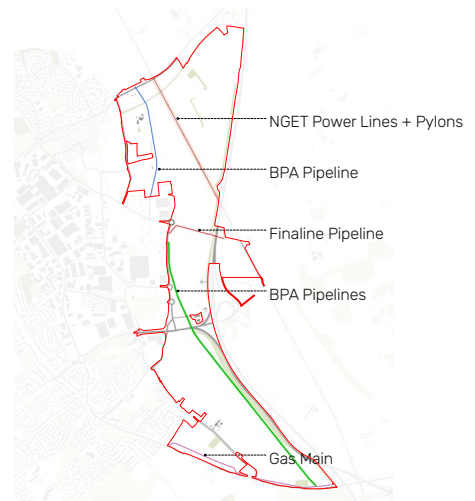 NGET Power Lines + Pylons
BPA Pipeline
Finaline Pipeline
BPA Pipelines
Gas Main